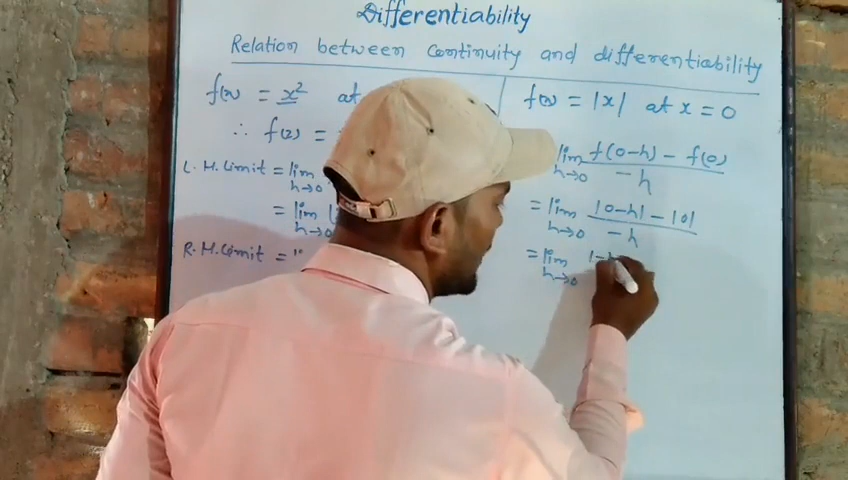 Differentiability
Relation between continuity and differentiability
f(x) = x² at
∴ f(2) =
L.H.Limit = lim h→0
= lim h→0
R.H.Limit =
f(x) = |x| at x = 0
lim h→0 f(0-h) - f(0) / -h
= lim h→0 |0-h| - |0| / -h
= lim h→0 |-h